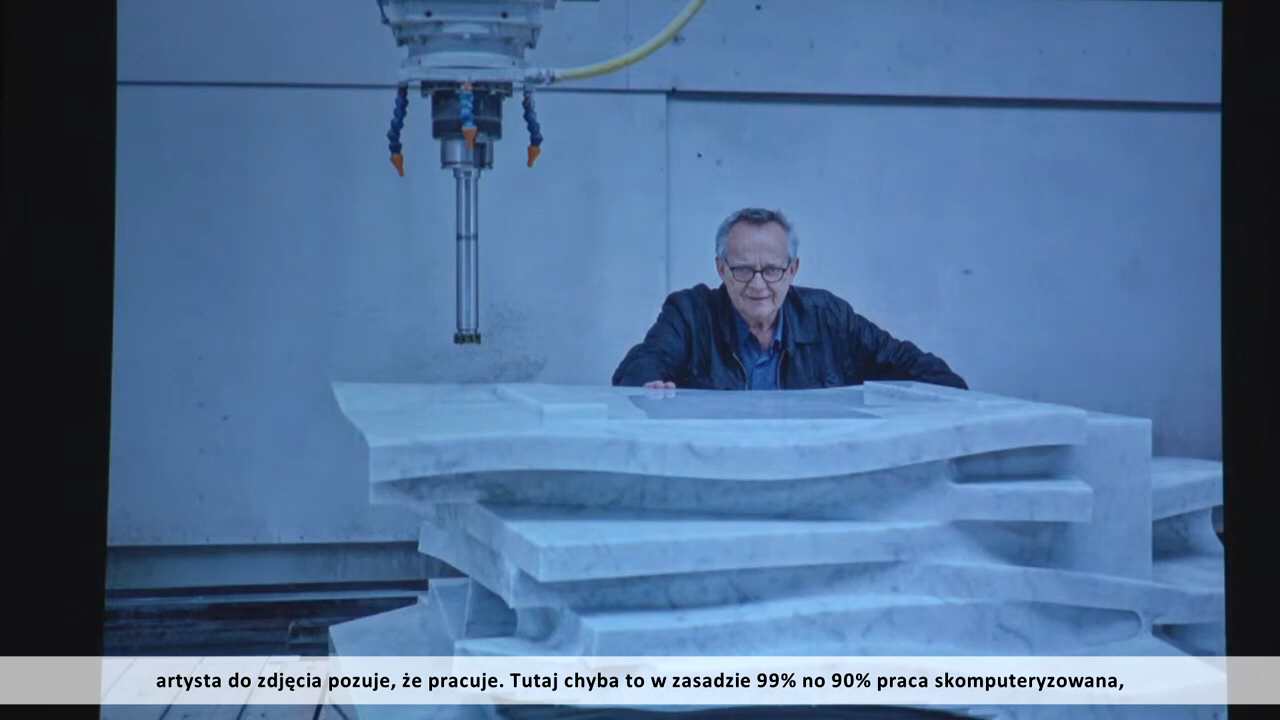 artysta do zdjęcia pozuje, że pracuje. Tutaj chyba to w zasadzie 99% no 90% praca skomputeryzowana,